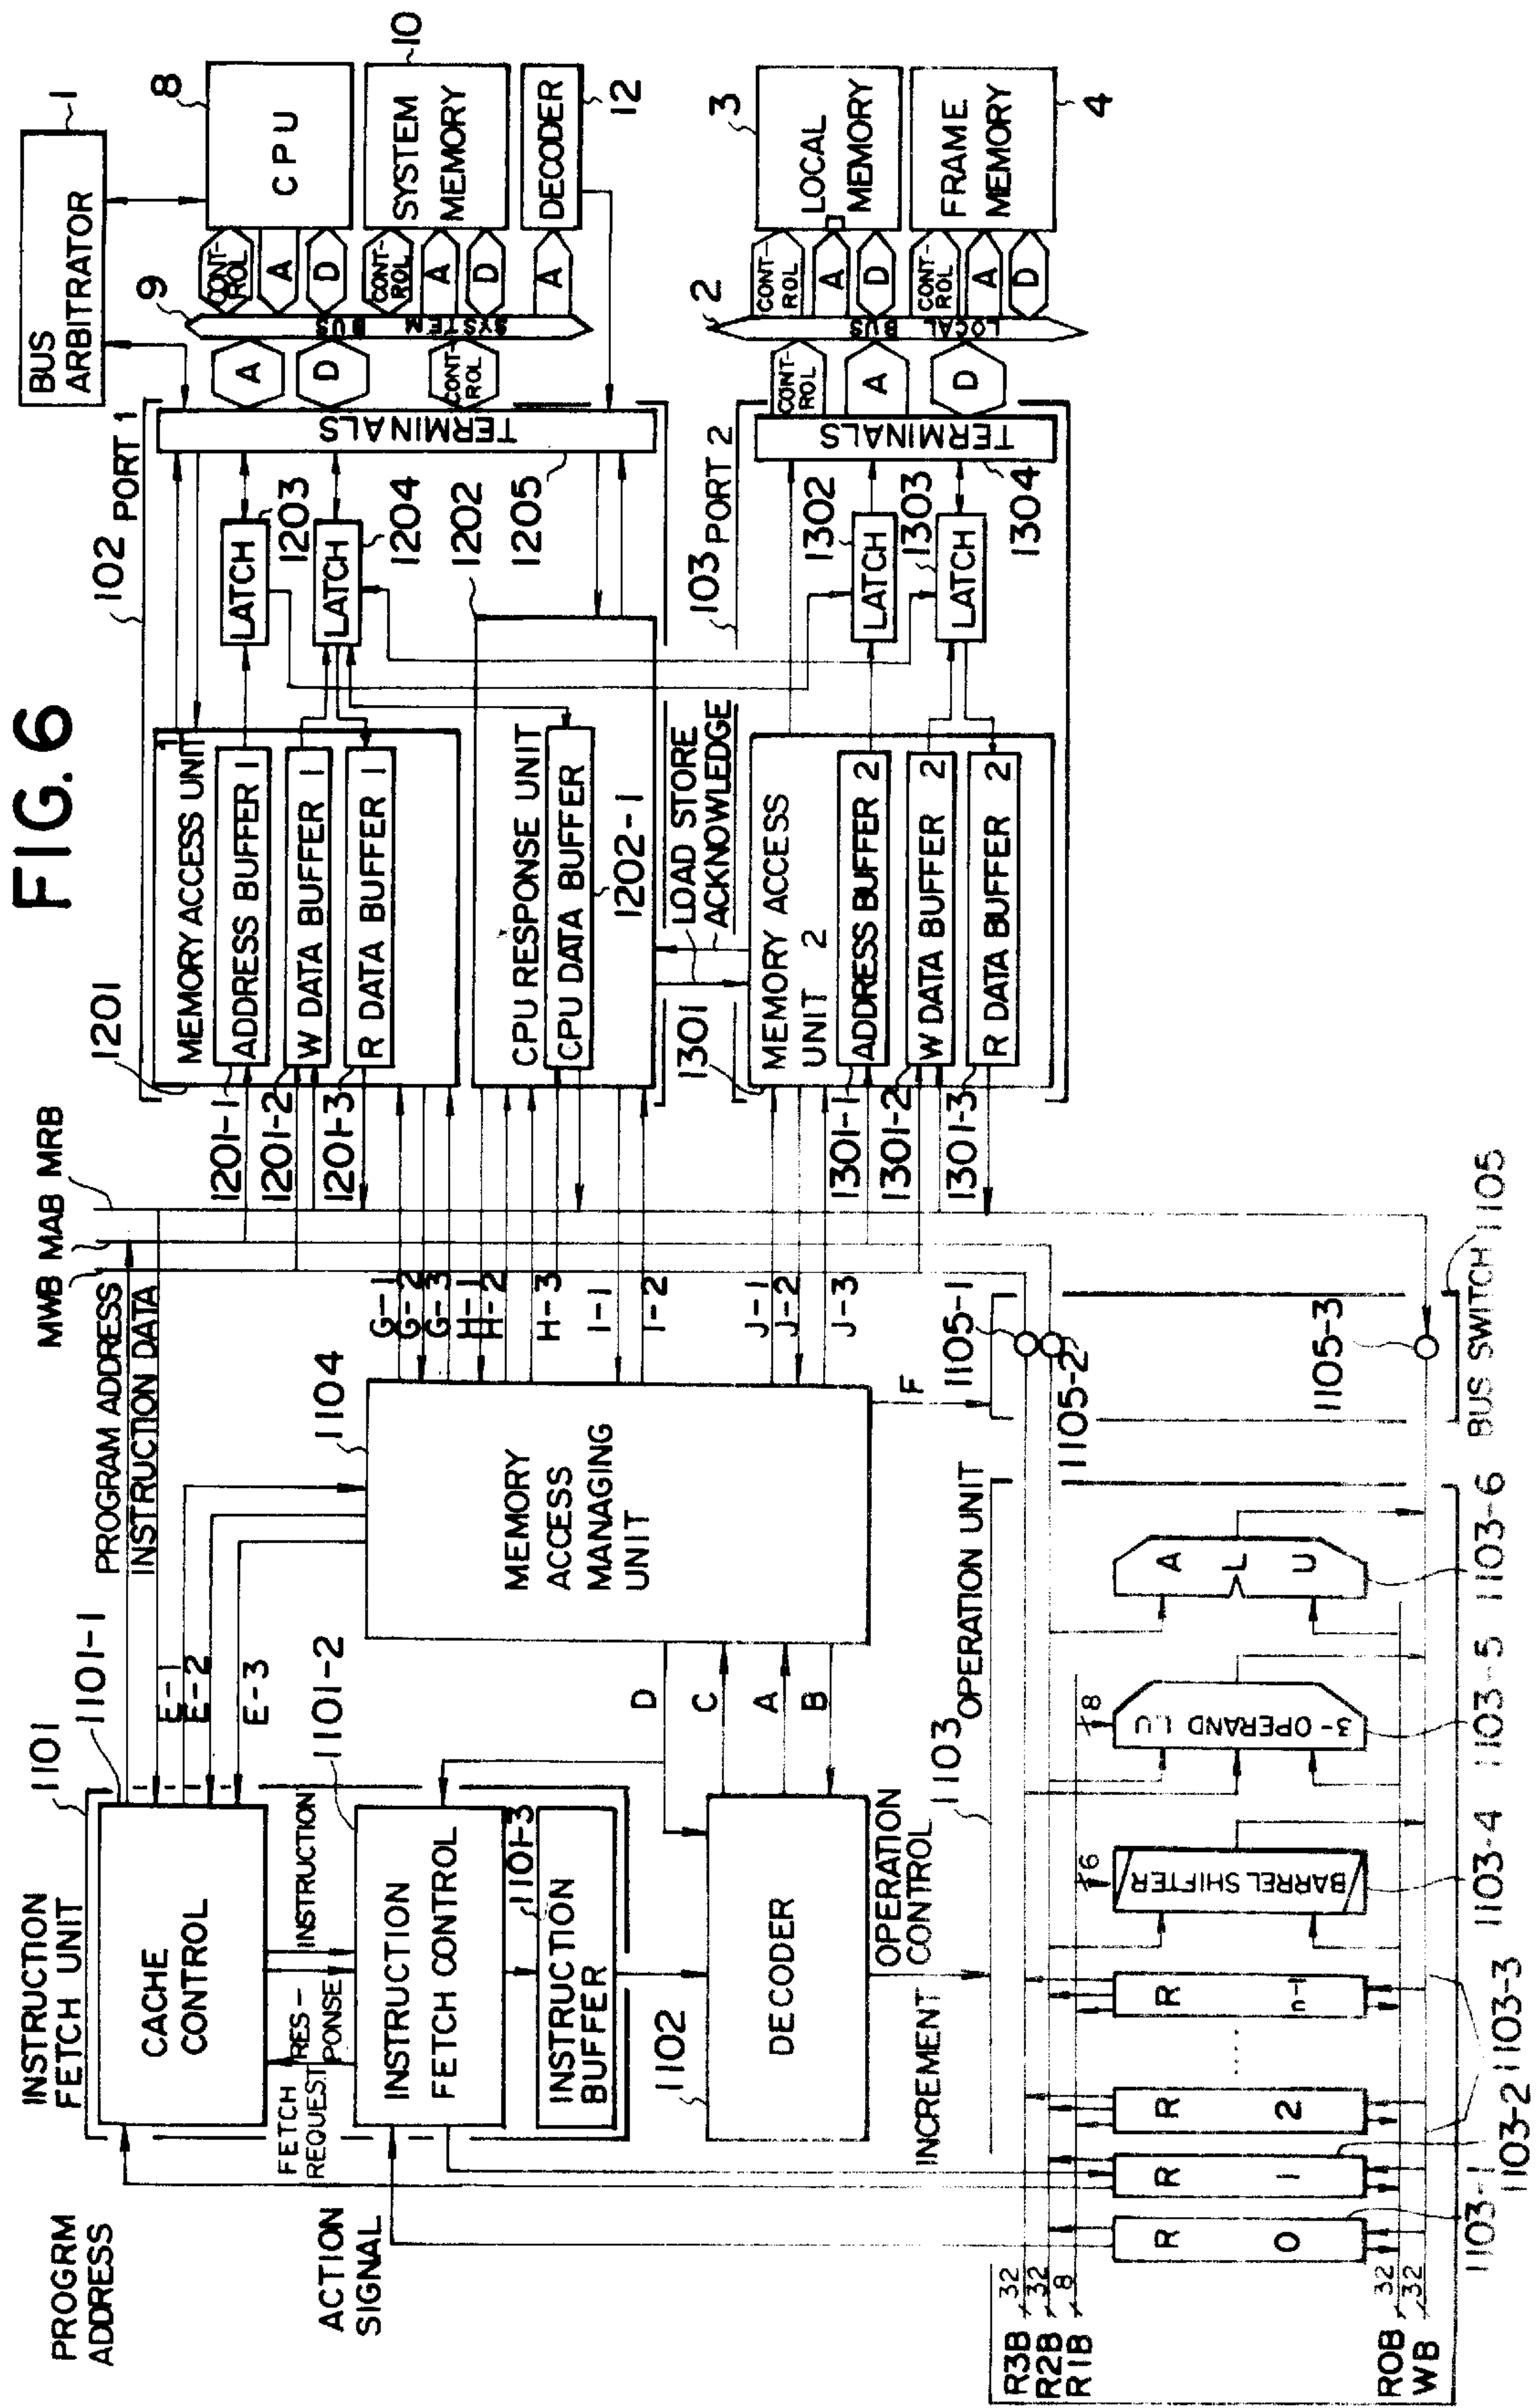 FIG. 6
PROGRM
ADDRESS
ACTION
SIGNAL
INSTRUCTION
FETCH UNIT
1101
1101-1
CACHE
CONTROL
FETCH
REQUEST
RES-
PONSE
INSTRUCTION
1101-2
INSTRUCTION
FETCH CONTROL
1101-3
INSTRUCTION
BUFFER
1102
DECODER
INCREMENT
OPERATION
CONTROL
PROGRAM ADDRESS
INSTRUCTION DATA
E-1
E-2
E-3
1104
MEMORY
ACCESS
MANAGING
UNIT
D
C
A
B
F
MWB
MAB
MRB
G-1
G-2
G-3
H-1
H-2
H-3
I-1
I-2
J-1
J-2
J-3
1103
OPERATION UNIT
R3B
32
R2B
32
R1B
8
R0B
32
WB
32
R
0
R
1
R
2
.....
R
n-1
6
BARREL SHIFTER
8
3-OPERAND LU
A
L
U
1103-1
1103-2
1103-3
1103-4
1103-5
1103-6
1105-1
1105-2
1105-3
BUS SWITCH
1105
102
PORT 1
1201
MEMORY ACCESS UNIT
1
ADDRESS BUFFER 1
W DATA BUFFER 1
R DATA BUFFER 1
1201-1
1201-2
1201-3
LATCH
1203
LATCH
1204
1202
1205
CPU RESPONSE UNIT
CPU DATA BUFFER
1202-1
TERMINALS
LOAD STORE
ACKNOWLEDGE
103
PORT 2
1301
MEMORY ACCESS
UNIT 2
ADDRESS BUFFER 2
W DATA BUFFER 2
R DATA BUFFER 2
1301-1
1301-2
1301-3
LATCH
1302
LATCH
1303
1304
TERMINALS
BUS
ARBITRATOR
1
A
D
CONT-
ROL
9
SYSTEM BUS
CONT-
ROL
A
D
CPU
8
CONT-
ROL
A
D
SYSTEM
MEMORY
10
A
DECODER
12
CONT-
ROL
A
D
2
LOCAL BUS
CONT-
ROL
A
D
LOCAL
MEMORY
3
CONT-
ROL
A
D
FRAME
MEMORY
4